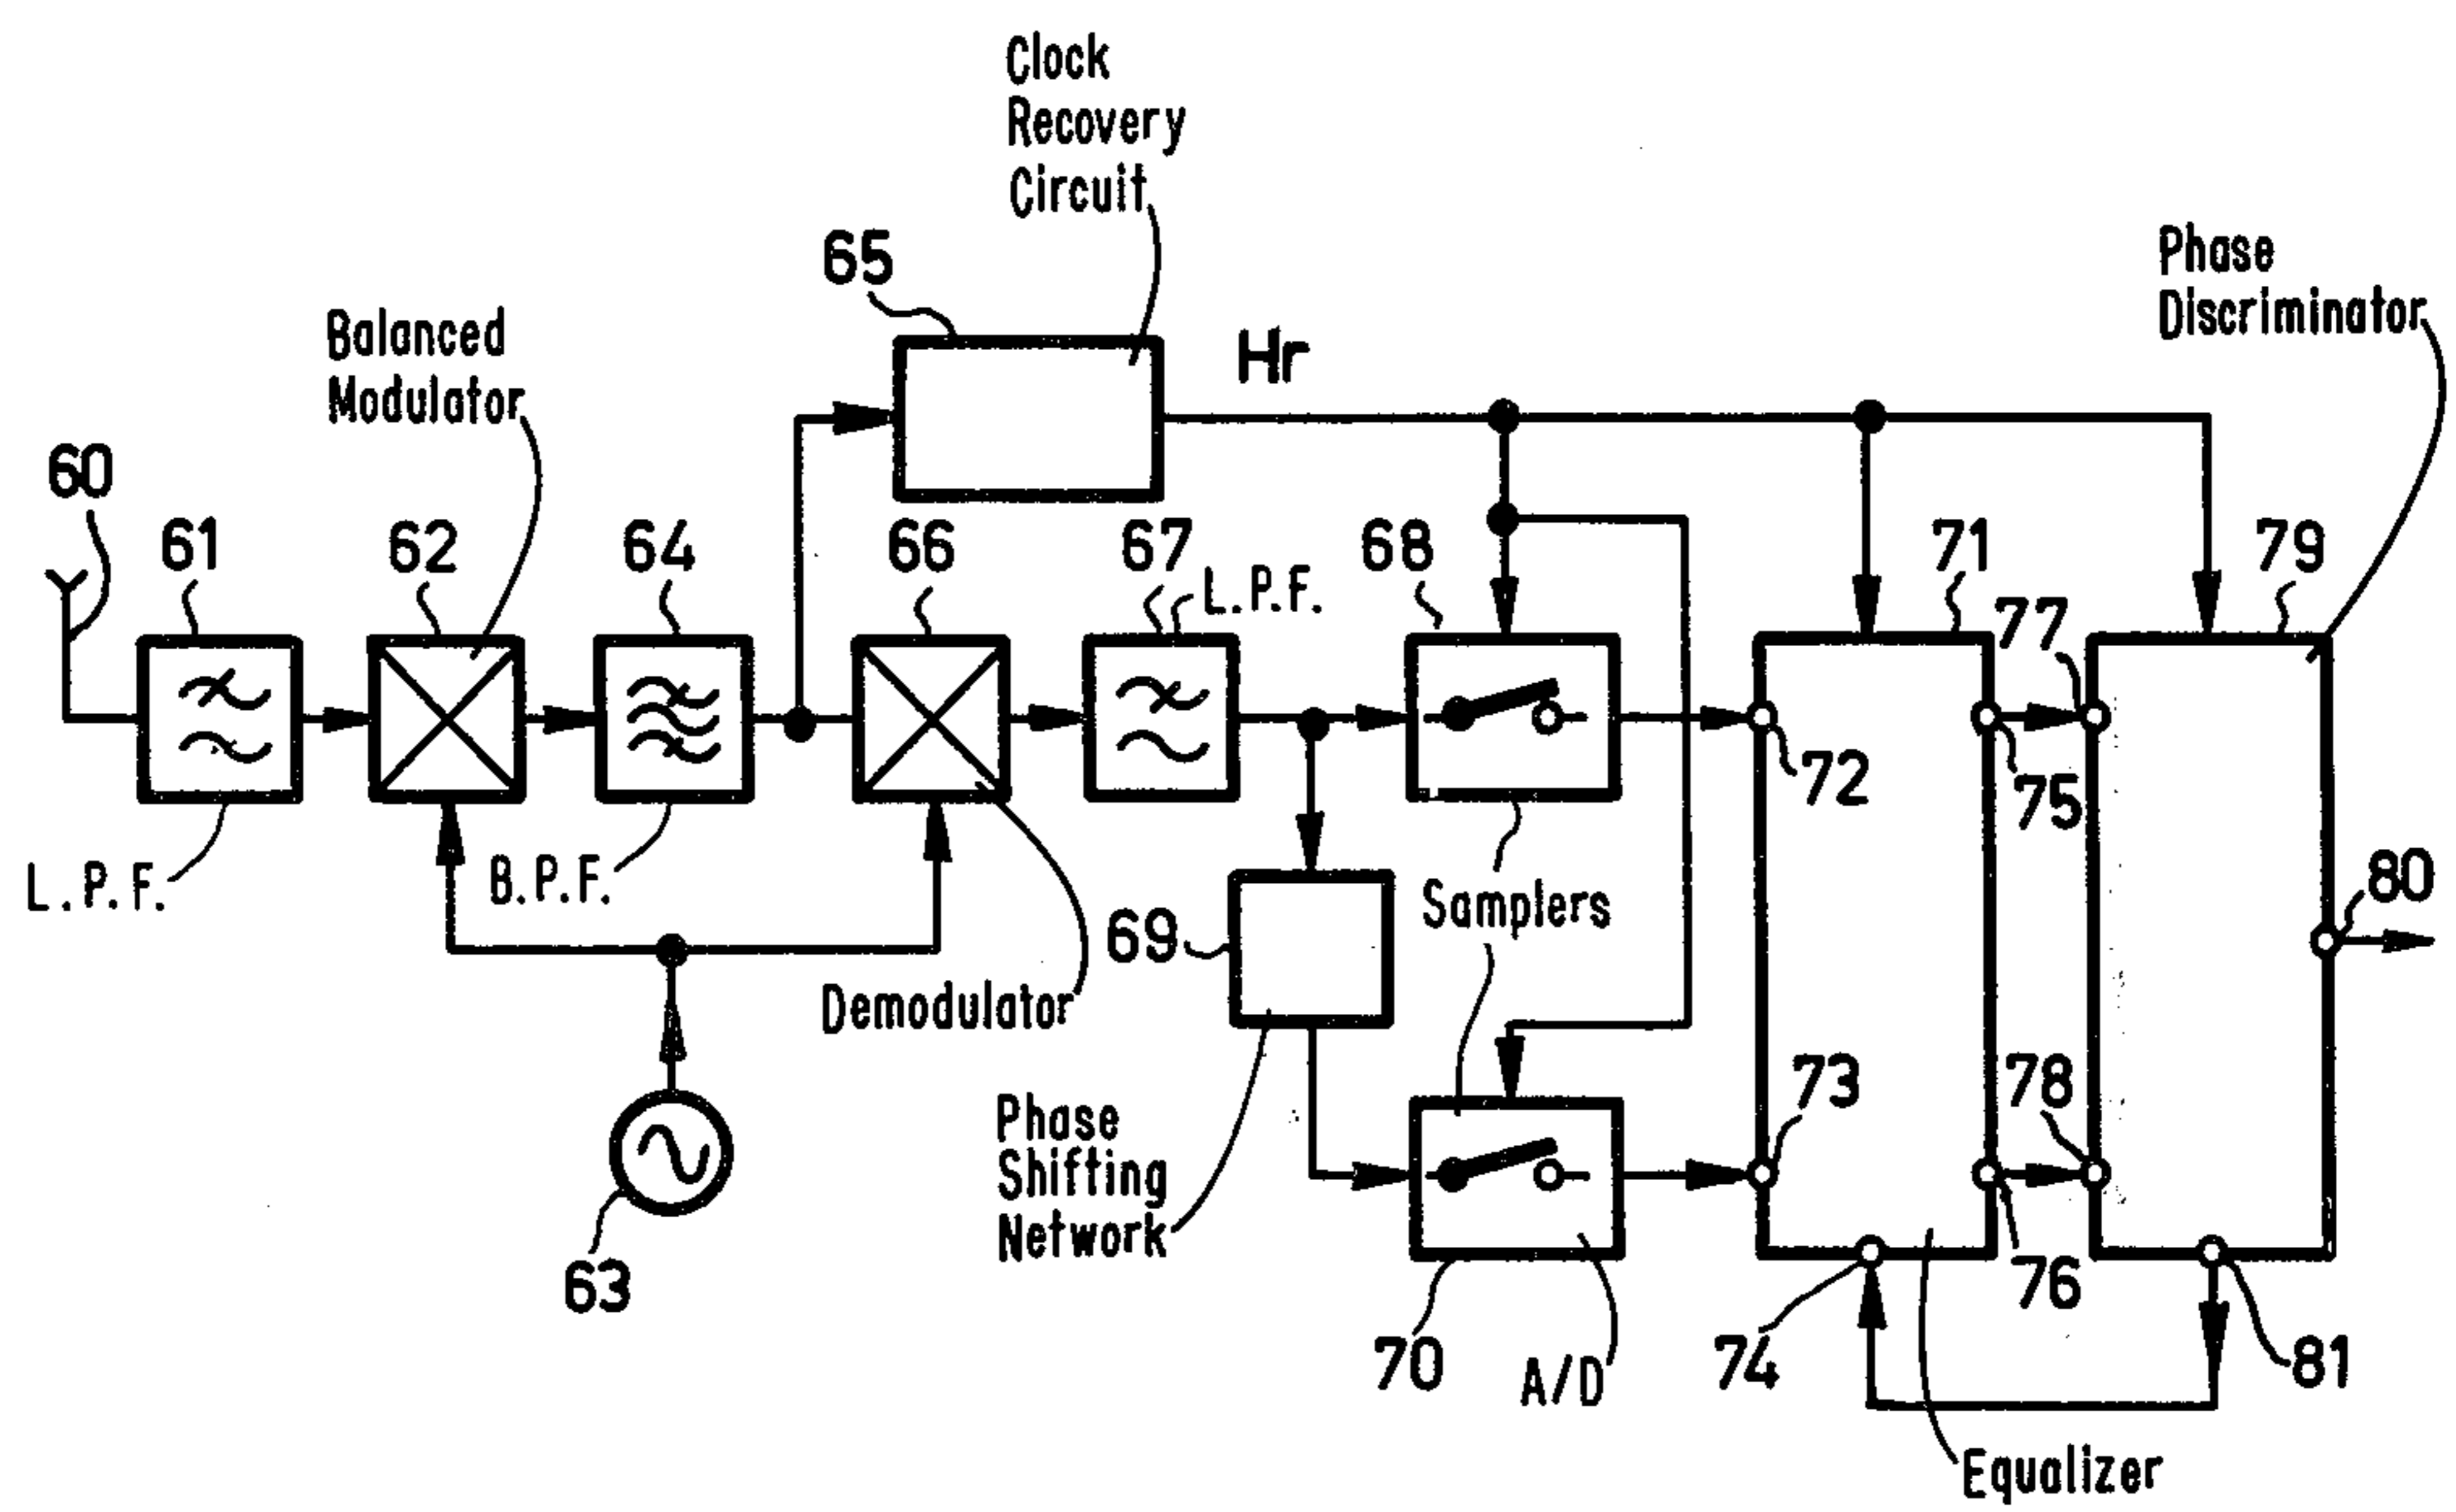 Clock
Recovery
Circuit
65
Hr
Phase
Discriminator
Balanced
Modulator
60
61
62
64
66
67
L.P.F.
68
71
77
79
72
75
L.P.F.
B.P.F.
80
69
Samplers
Demodulator
73
78
Phase
Shifting
Network
63
70
A/D
74
76
81
Equalizer